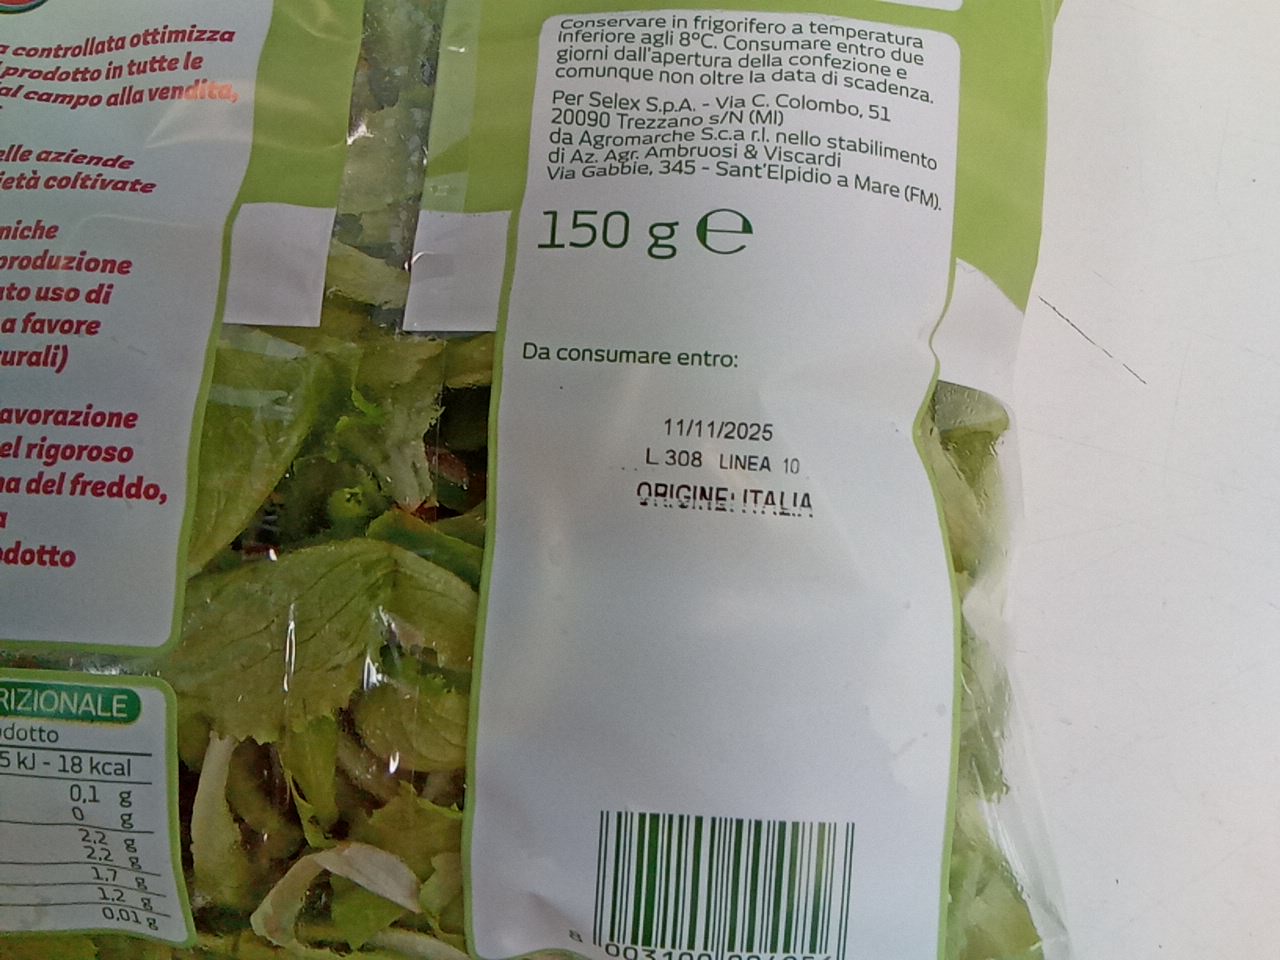 controllata ottimizza
prodotto in tutte le
al campo alla vendita,
elle aziende
ietà coltivate
niche
produzione
ato uso di
a favore
urali)
avorazione
el rigoroso
na del freddo,
a
odotto
RIZIONALE
dotto
5 kJ - 18 kcal
0,1 g
0 g
2,2 g
2,2 g
1,7 g
1,2 g
0,01 g
Conservare in frigorifero a temperatura
inferiore agli 8°C. Consumare entro due
giorni dall'apertura della confezione e
comunque non oltre la data di scadenza.
Per Selex S.p.A. - Via C. Colombo, 51
20090 Trezzano s/N (MI)
da Agromarche S.c.a r.l. nello stabilimento
di Az. Agr. Ambruosi & Viscardi
Via Gabbie, 345 - Sant'Elpidio a Mare (FM).
150 g ℮
Da consumare entro:
11/11/2025
L 308 LINEA 10
ORIGINE: ITALIA